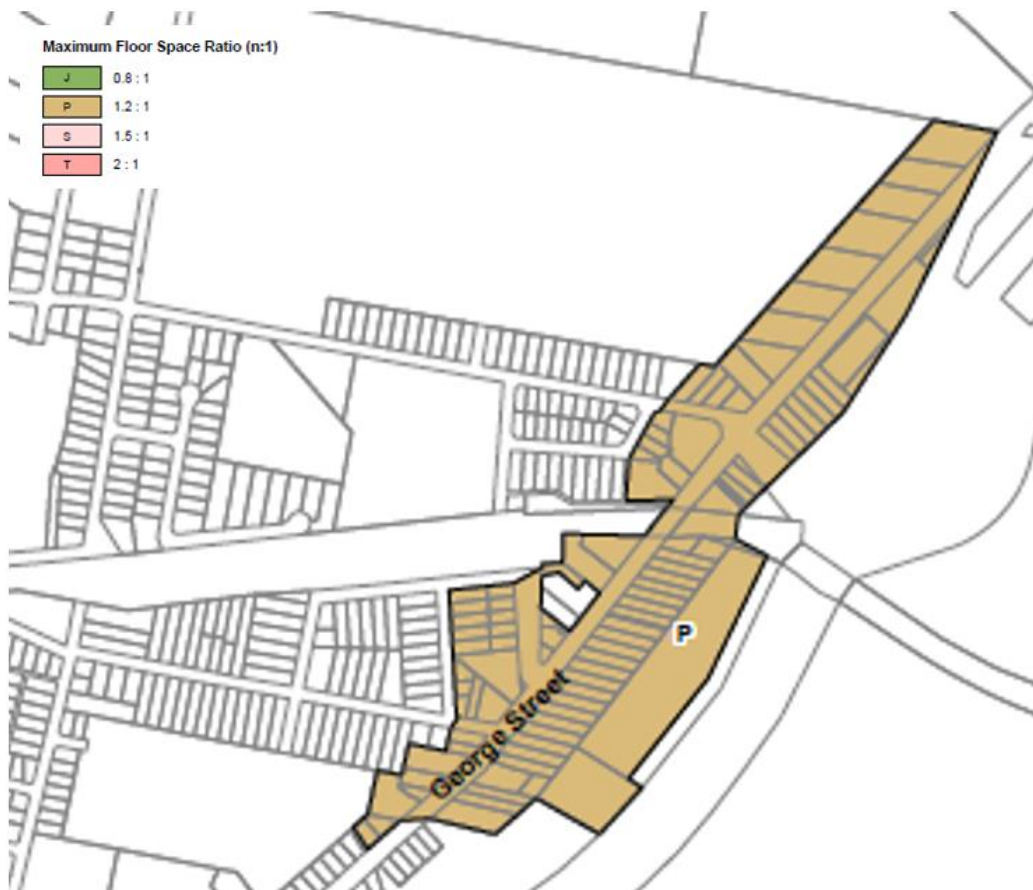 Maximum Floor Space Ratio (n:1)
J 0.8 : 1
P 1.2 : 1
S 1.5 : 1
T 2 : 1
P
George Street